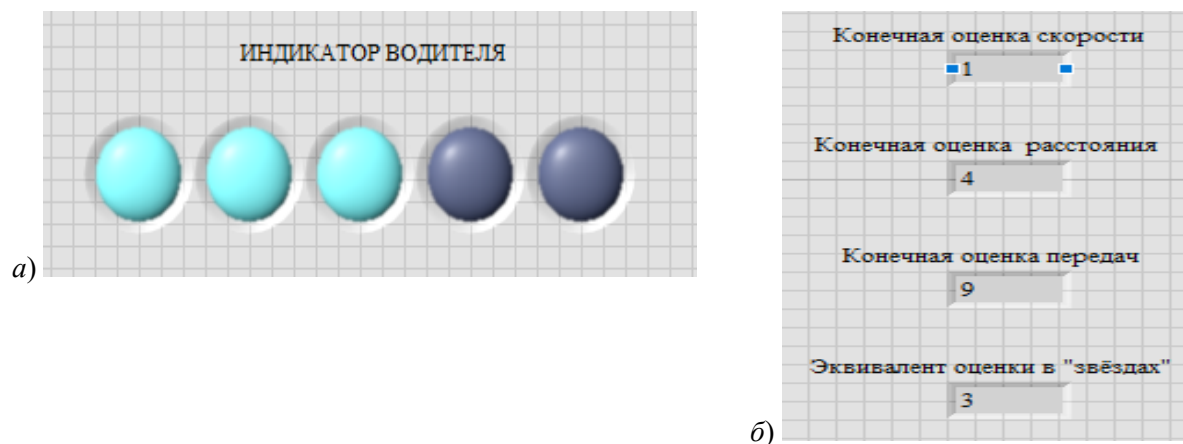 ИНДИКАТОР ВОДИТЕЛЯ
а)
Конечная оценка скорости
1
Конечная оценка расстояния
4
Конечная оценка передач
9
Эквивалент оценки в "звёздах"
3
б)